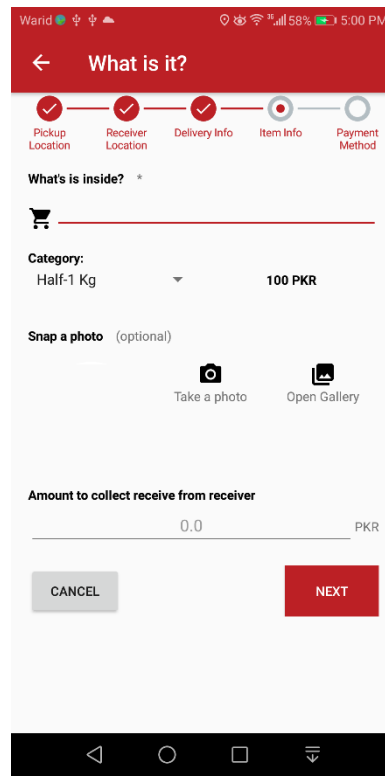 Warid 3E 58% 5:00 PM
What is it?
Pickup Receiver Delivery Info Item Info Payment
Location Location Method
What's is inside? *
Category:
Half-1 Kg 100 PKR
Snap a photo (optional)
Take a photo Open Gallery
Amount to collect receive from receiver
0.0 PKR
CANCEL NEXT